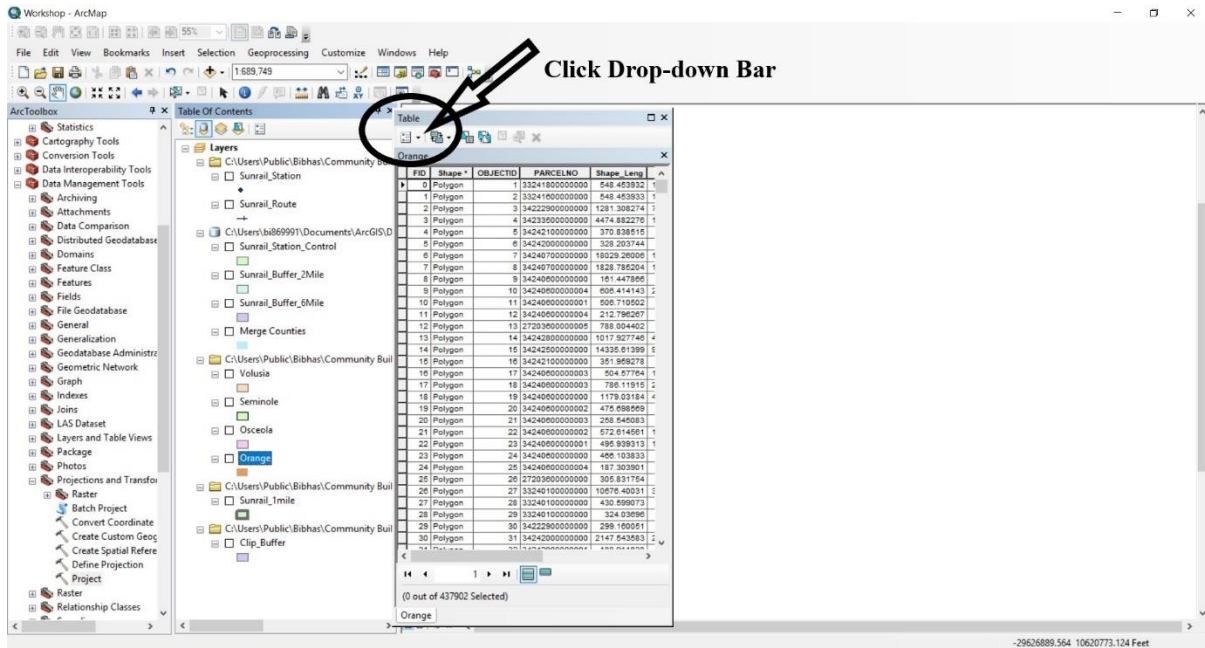 Workshop - ArcMap
55%
File Edit View Bookmarks Insert Selection Geoprocessing Customize Windows Help
1:689,749
Click Drop-down Bar
ArcToolbox
Statistics
Cartography Tools
Conversion Tools
Data Interoperability Tools
Data Management Tools
Archiving
Attachments
Data Comparison
Distributed Geodatabase
Domains
Feature Class
Features
Fields
File Geodatabase
General
Generalization
Geodatabase Administra
Geometric Network
Graph
Indexes
Joins
LAS Dataset
Layers and Table Views
Package
Photos
Projections and Transfor
Raster
Batch Project
Convert Coordinate
Create Custom Geog
Create Spatial Refere
Define Projection
Project
Raster
Relationship Classes
Table Of Contents
Layers
C:\Users\Public\Bibhas\Community Buil
Sunrail_Station
Sunrail_Route
C:\Users\bi869991\Documents\ArcGIS\D
Sunrail_Station_Control
Sunrail_Buffer_2Mile
Sunrail_Buffer_6Mile
Merge Counties
C:\Users\Public\Bibhas\Community Buil
Volusia
Seminole
Osceola
Orange
C:\Users\Public\Bibhas\Community Buil
Sunrail_1mile
C:\Users\Public\Bibhas\Community Buil
Clip_Buffer
Table
Orange
FID Shape * OBJECTID PARCELNO Shape_Leng
0 Polygon 1 33241800000000 548.453932
1 Polygon 2 33241600000000 548.453933
2 Polygon 3 34222900000000 1281.308274
3 Polygon 4 34233600000000 4474.882276
4 Polygon 5 34242100000000 370.838515
5 Polygon 6 34242000000000 328.203744
6 Polygon 7 34240700000000 18029.26006
7 Polygon 8 34240700000000 1828.785204
8 Polygon 9 34240600000000 161.447866
9 Polygon 10 34240600000004 606.414143
10 Polygon 11 34240600000001 506.710502
11 Polygon 12 34240600000004 212.796267
12 Polygon 13 27203600000005 788.004402
13 Polygon 14 34242800000000 1017.927746
14 Polygon 15 34242500000000 14335.61399
15 Polygon 16 34242100000000 351.959278
16 Polygon 17 34240600000003 504.57764
17 Polygon 18 34240600000003 786.11915
18 Polygon 19 34240600000000 1179.03184
19 Polygon 20 34240600000002 475.698569
20 Polygon 21 34240600000003 258.545083
21 Polygon 22 34240600000002 572.614561
22 Polygon 23 34240600000001 495.939313
23 Polygon 24 34240600000000 466.103833
24 Polygon 25 34240600000004 187.303901
25 Polygon 26 27203600000000 305.831754
26 Polygon 27 33240100000000 10676.40031
27 Polygon 28 33240100000000 430.599073
28 Polygon 29 33240100000000 324.03696
29 Polygon 30 34222900000000 299.160051
30 Polygon 31 34242000000000 2147.543583
1
(0 out of 437902 Selected)
Orange
-29626889.564 10620773.124 Feet